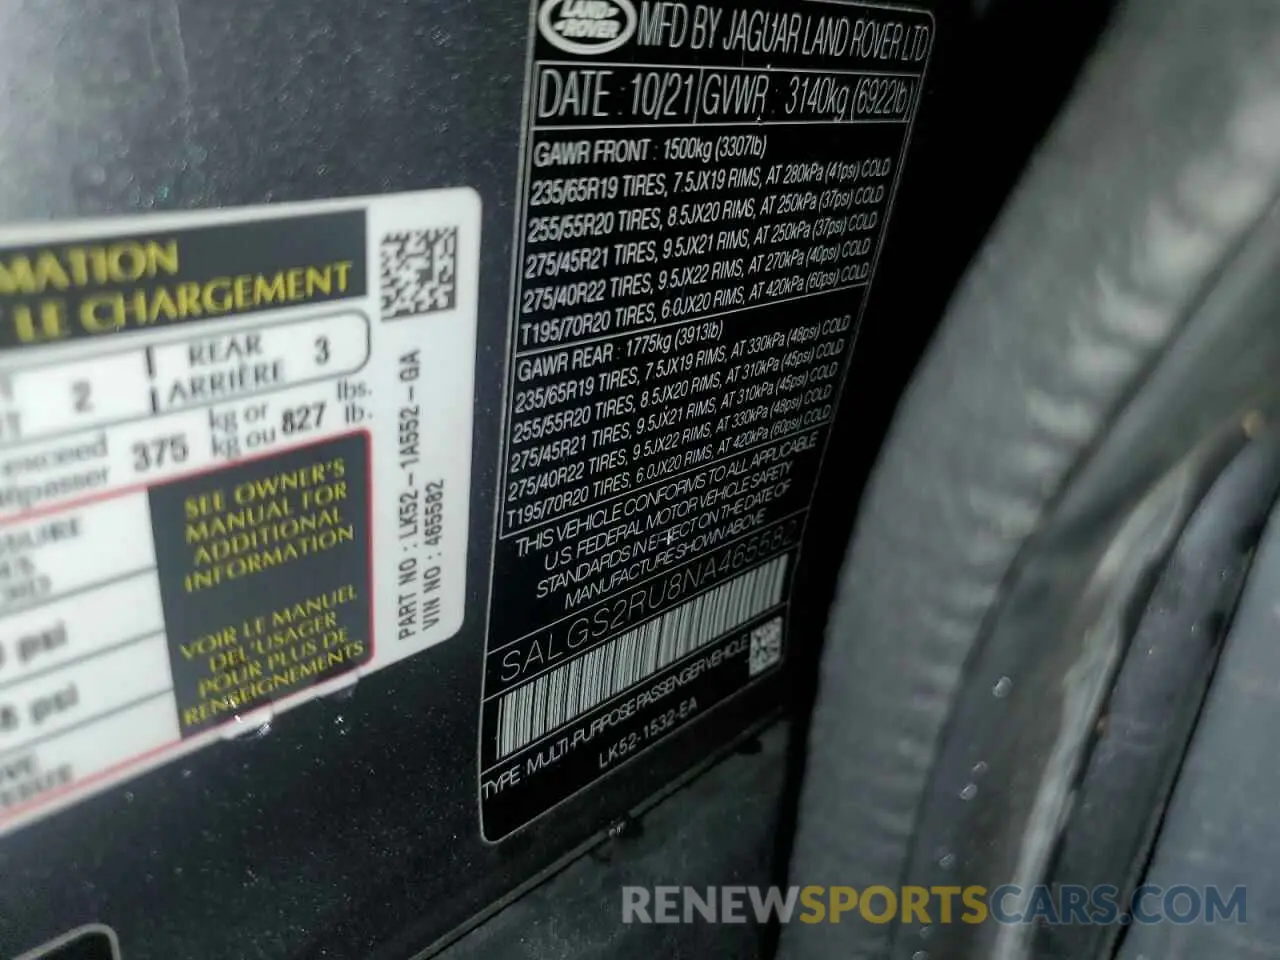 LAND
ROVER
MFD BY JAGUAR LAND ROVER LTD
DATE : 10/21 GVWR : 3140kg (6922lb)
GAWR FRONT : 1500kg (3307lb)
235/65R19 TIRES, 7.5JX19 RIMS, AT 280kPa (41psi) COLD
255/55R20 TIRES, 8.5JX20 RIMS, AT 250kPa (37psi) COLD
275/45R21 TIRES, 9.5JX21 RIMS, AT 250kPa (37psi) COLD
275/40R22 TIRES, 9.5JX22 RIMS, AT 270kPa (40psi) COLD
T195/70R20 TIRES, 6.0JX20 RIMS, AT 420kPa (60psi) COLD
GAWR REAR : 1775kg (3913lb)
235/65R19 TIRES, 7.5JX19 RIMS, AT 330kPa (48psi) COLD
255/55R20 TIRES, 8.5JX20 RIMS, AT 310kPa (45psi) COLD
275/45R21 TIRES, 9.5JX21 RIMS, AT 310kPa (45psi) COLD
275/40R22 TIRES, 9.5JX22 RIMS, AT 330kPa (48psi) COLD
T195/70R20 TIRES, 6.0JX20 RIMS, AT 420kPa (60psi) COLD
THIS VEHICLE CONFORMS TO ALL APPLICABLE
U.S. FEDERAL MOTOR VEHICLE SAFETY
STANDARDS IN EFFECT ON THE DATE OF
MANUFACTURE SHOWN ABOVE
SALGS2RU8NA465582
TYPE : MULTI-PURPOSE PASSENGER VEHICLE
LK52-1532-EA
MATION
LE CHARGEMENT
2 REAR 3
ARRIÈRE
exceed 375 kg or 827 lbs.
dépasser kg ou lb.
SEE OWNER'S
MANUAL FOR
ADDITIONAL
INFORMATION
VOIR LE MANUEL
DEL'USAGER
POUR PLUS DE
RENSEIGNEMENTS
psi
psi
PART NO : LK52-1A552-GA
VIN NO : 465582
RENEWSPORTSCARS.COM